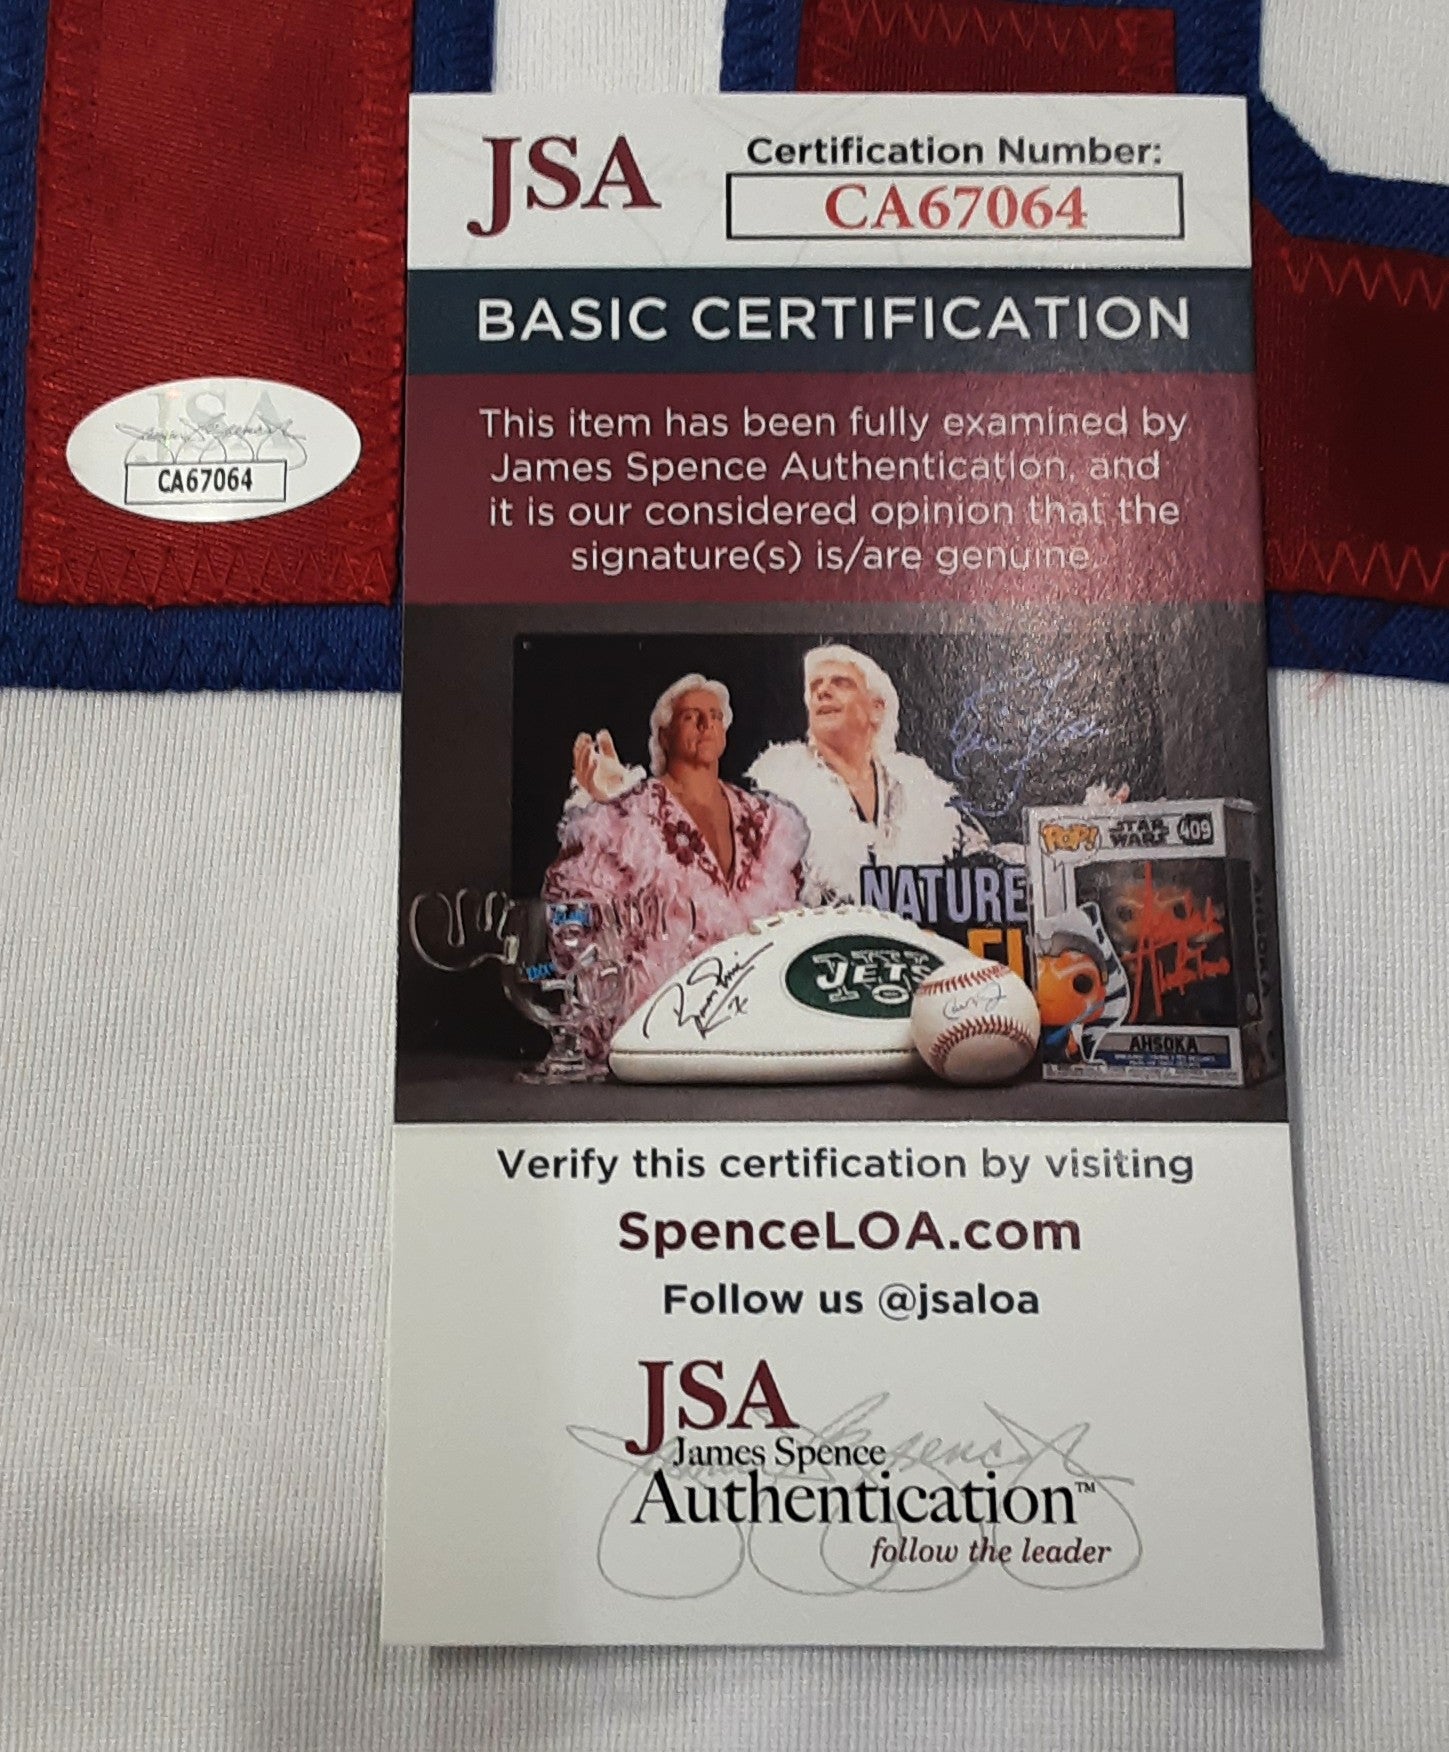 JSA
Certification Number:
CA67064
BASIC CERTIFICATION
This item has been fully examined by
James Spence Authentication, and
it is our considered opinion that the
signature(s) is/are genuine.
JSA
CA67064
NATURE
POP!
STAR WARS
409
JETS
AHSOKA
Verify this certification by visiting
SpenceLOA.com
Follow us @jsaloa
JSA
James Spence
Authentication™
follow the leader